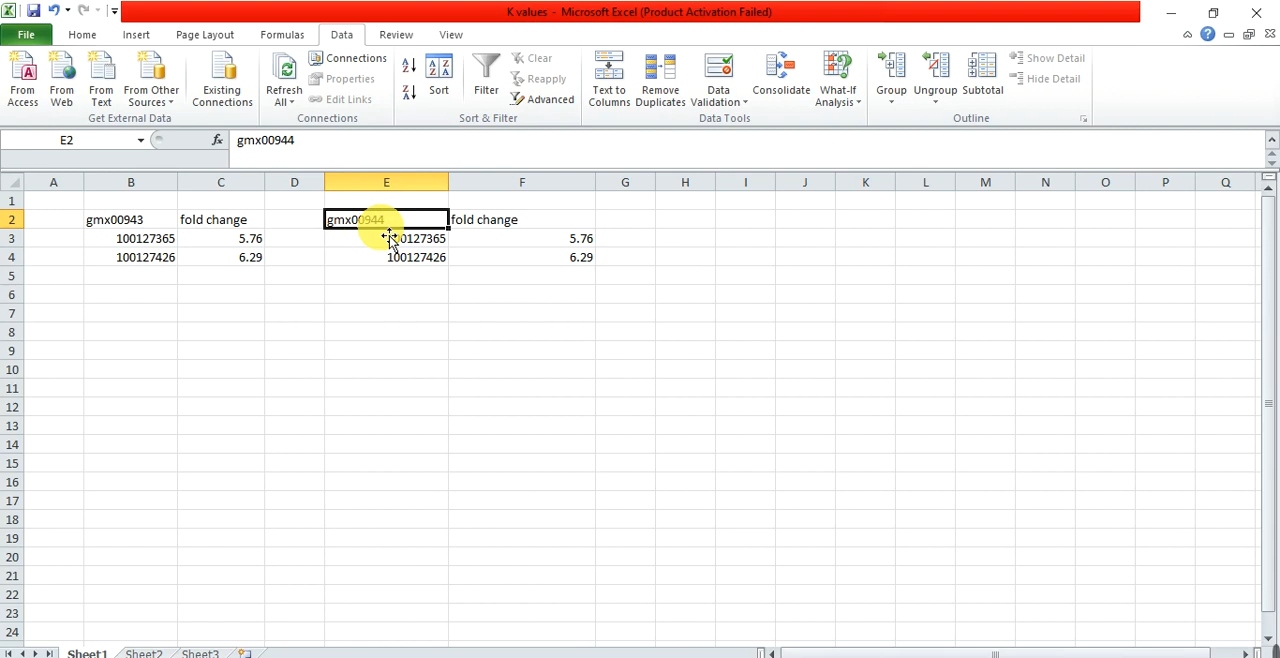 K values - Microsoft Excel (Product Activation Failed)
File Home Insert Page Layout Formulas Data Review View
From Access
From Web
From Text
From Other Sources
Existing Connections
Get External Data
Refresh All
Connections
Properties
Edit Links
Connections
Sort
Filter
Clear
Reapply
Advanced
Sort & Filter
Text to Columns
Remove Duplicates
Data Validation
Consolidate
What-If Analysis
Data Tools
Group
Ungroup
Subtotal
Show Detail
Hide Detail
Outline
E2 fx gmx00944
A B C D E F G H I J K L M N O P Q
1
2 gmx00943 fold change gmx00944 fold change
3 100127365 5.76 100127365 5.76
4 100127426 6.29 100127426 6.29
5
6
7
8
9
10
11
12
13
14
15
16
17
18
19
20
21
22
23
24
Sheet1 Sheet2 Sheet3